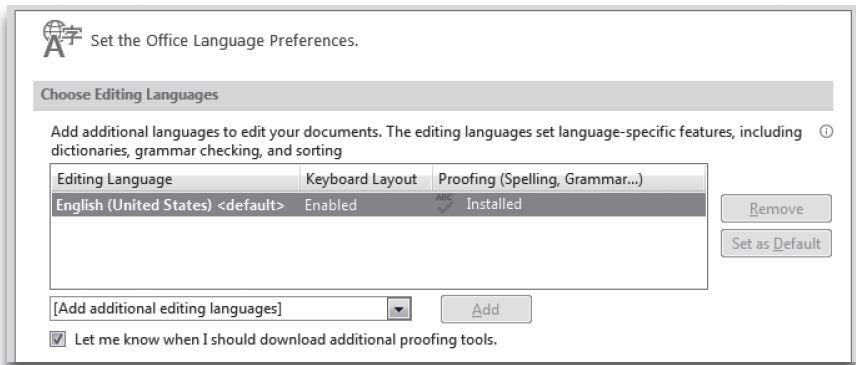 A字 Set the Office Language Preferences.
Choose Editing Languages
Add additional languages to edit your documents. The editing languages set language-specific features, including
dictionaries, grammar checking, and sorting
Editing Language Keyboard Layout Proofing (Spelling, Grammar...)
English (United States) <default> Enabled ABC Installed
Remove
Set as Default
[Add additional editing languages] Add
Let me know when I should download additional proofing tools.